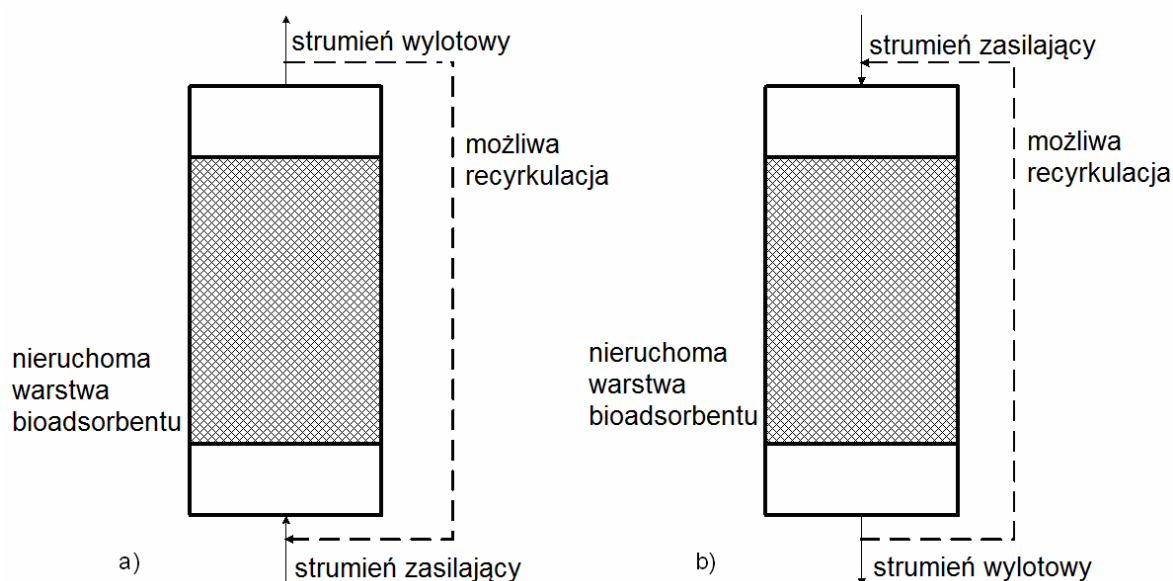 strumień wylotowy
możliwa
recyrkulacja
nieruchoma
warstwa
bioadsorbentu
a)
strumień zasilający
strumień zasilający
możliwa
recyrkulacja
nieruchoma
warstwa
bioadsorbentu
b)
strumień wylotowy